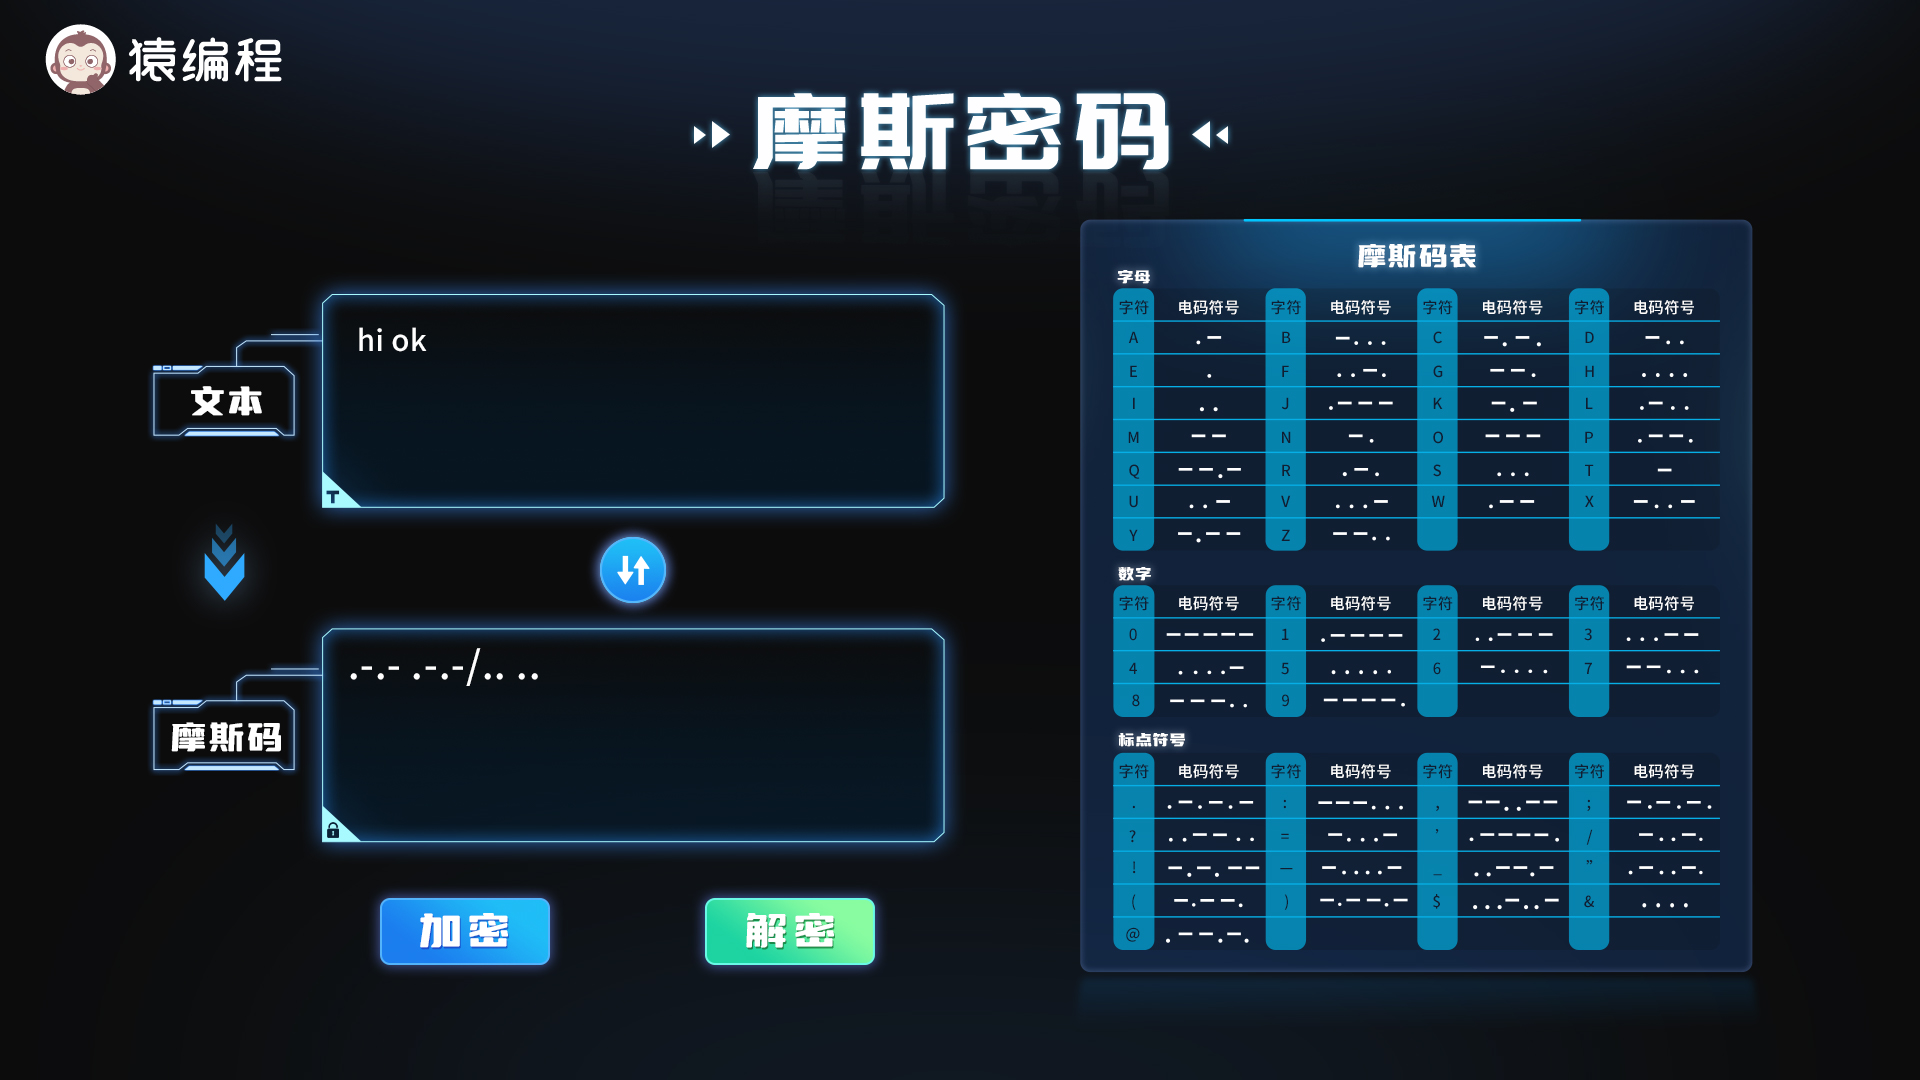 猿编程
摩斯密码
摩斯码表
字母
字符 电码符号 字符 电码符号 字符 电码符号 字符 电码符号
A .- B -... C -.-. D -..
E . F ..-. G --. H ....
I .. J .--- K -.- L .-..
M -- N -. O --- P .--.
Q --.- R .-. S ... T -
U ..- V ...- W .-- X -..-
Y -.-- Z --..
数字
字符 电码符号 字符 电码符号 字符 电码符号 字符 电码符号
0 ----- 1 .---- 2 ..--- 3 ...--
4 ....- 5 ..... 6 -.... 7 --...
8 ---.. 9 ----.
标点符号
字符 电码符号 字符 电码符号 字符 电码符号 字符 电码符号
. .-.-.- : ---... , --..-- ; -.-.-.
? ..--.. = -...- ’ .----. / -..-.
! -.-.-- — -....- _ ..--.- ” .-..-.
( -.--. ) -.--.- $ ...-..- & ....
@ .--.-.
文本
hi ok
T
摩斯码
.-.- .-.-/.. ..
加密
解密